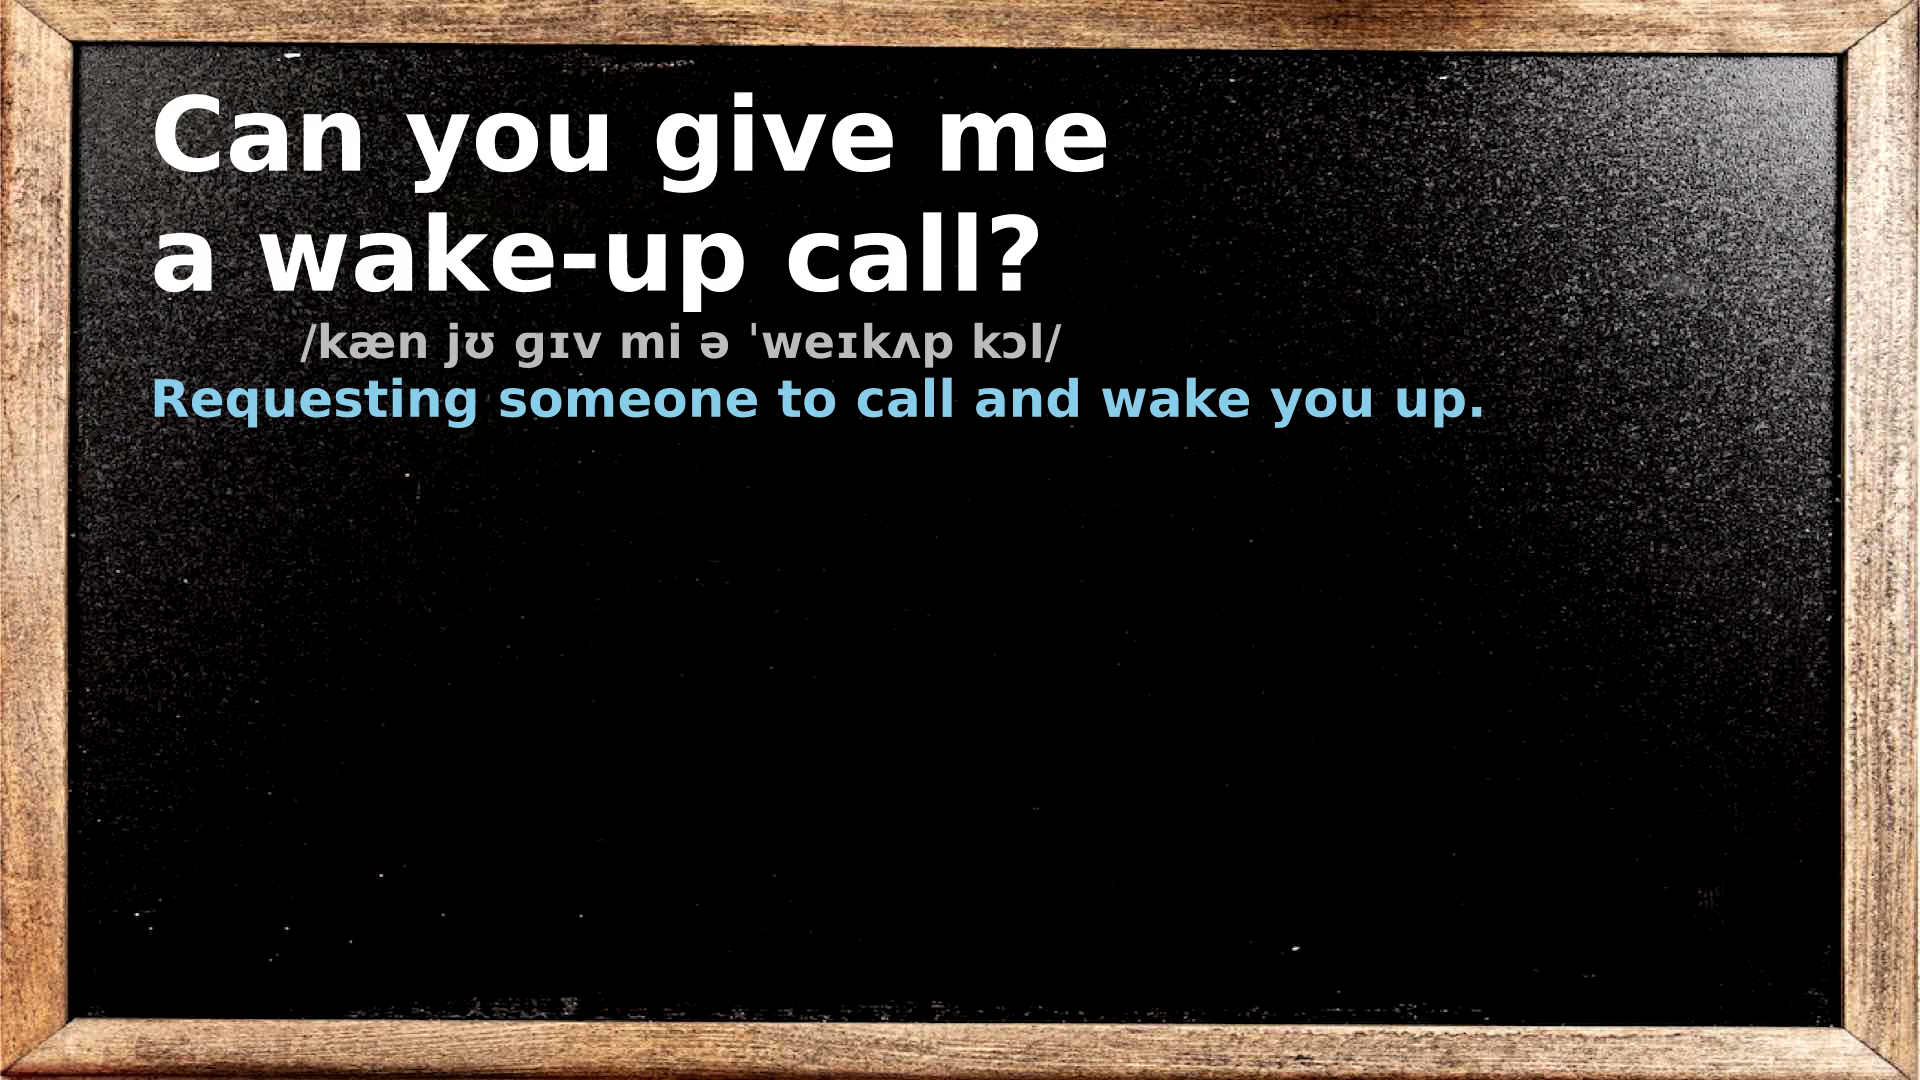 Can you give me
a wake-up call?
/kæn jʊ ɡɪv mi ə ˈweɪkʌp kɔl/
Requesting someone to call and wake you up.